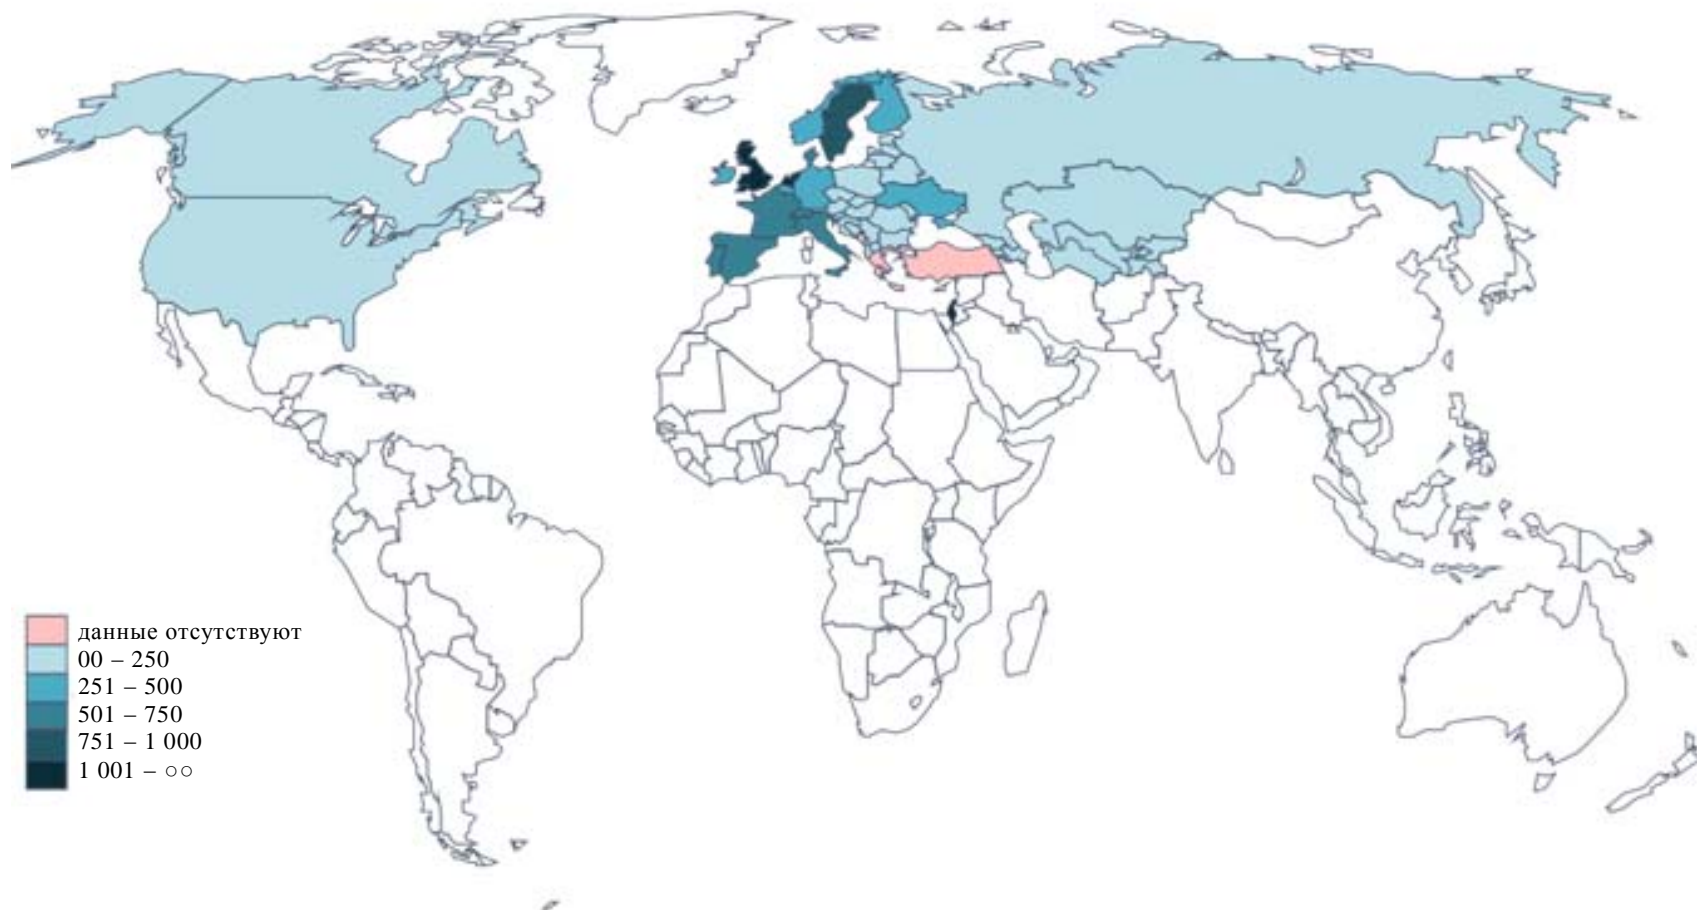 данные отсутствуют
00 – 250
251 – 500
501 – 750
751 – 1 000
1 001 – ○○